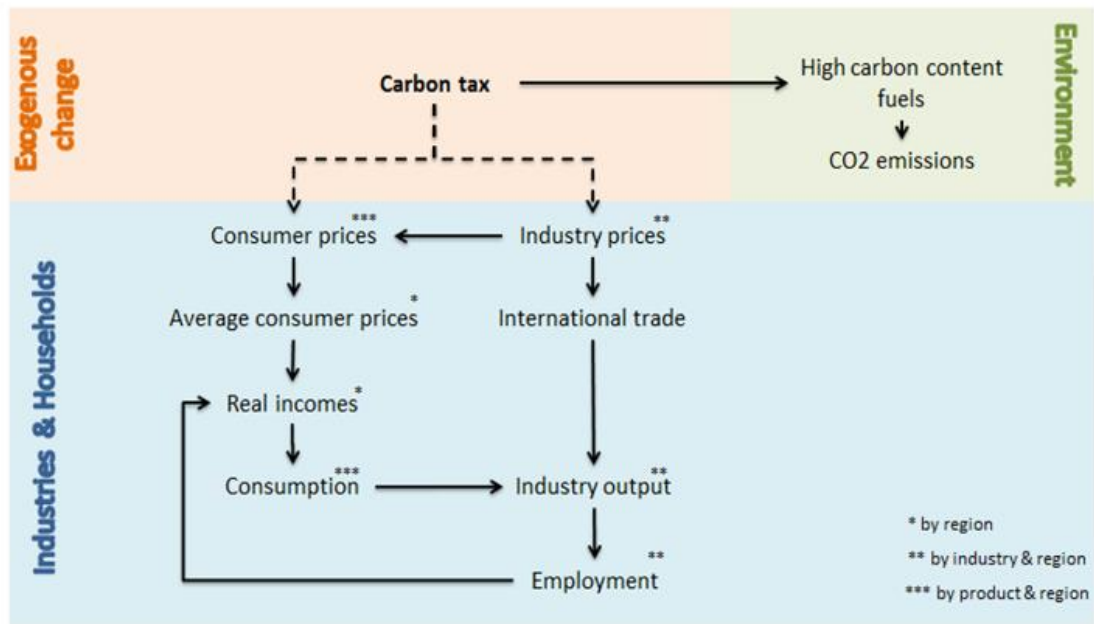 Exogenous
change
Carbon tax
High carbon content
fuels
CO2 emissions
Environment
Industries & Households
Consumer prices***
Industry prices**
Average consumer prices*
International trade
Real incomes*
Consumption***
Industry output**
Employment**
* by region
** by industry & region
*** by product & region